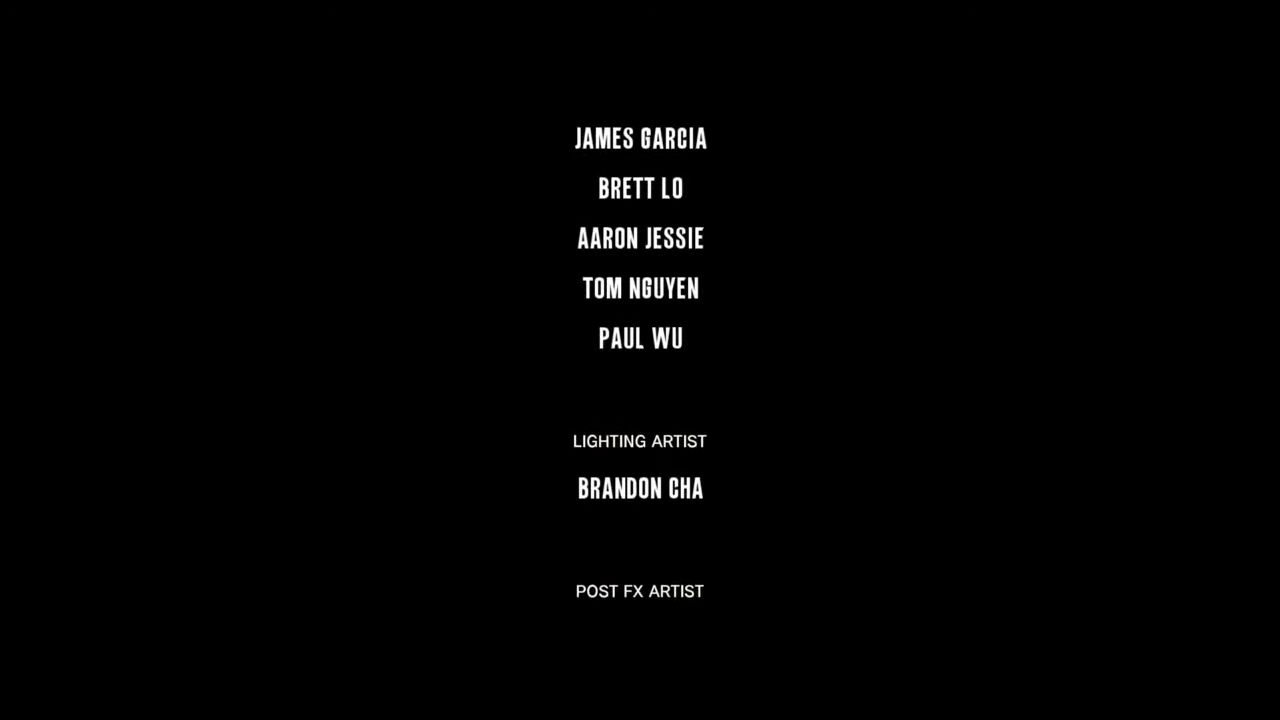 JAMES GARCIA
BRETT LO
AARON JESSIE
TOM NGUYEN
PAUL WU
LIGHTING ARTIST
BRANDON CHA
POST FX ARTIST